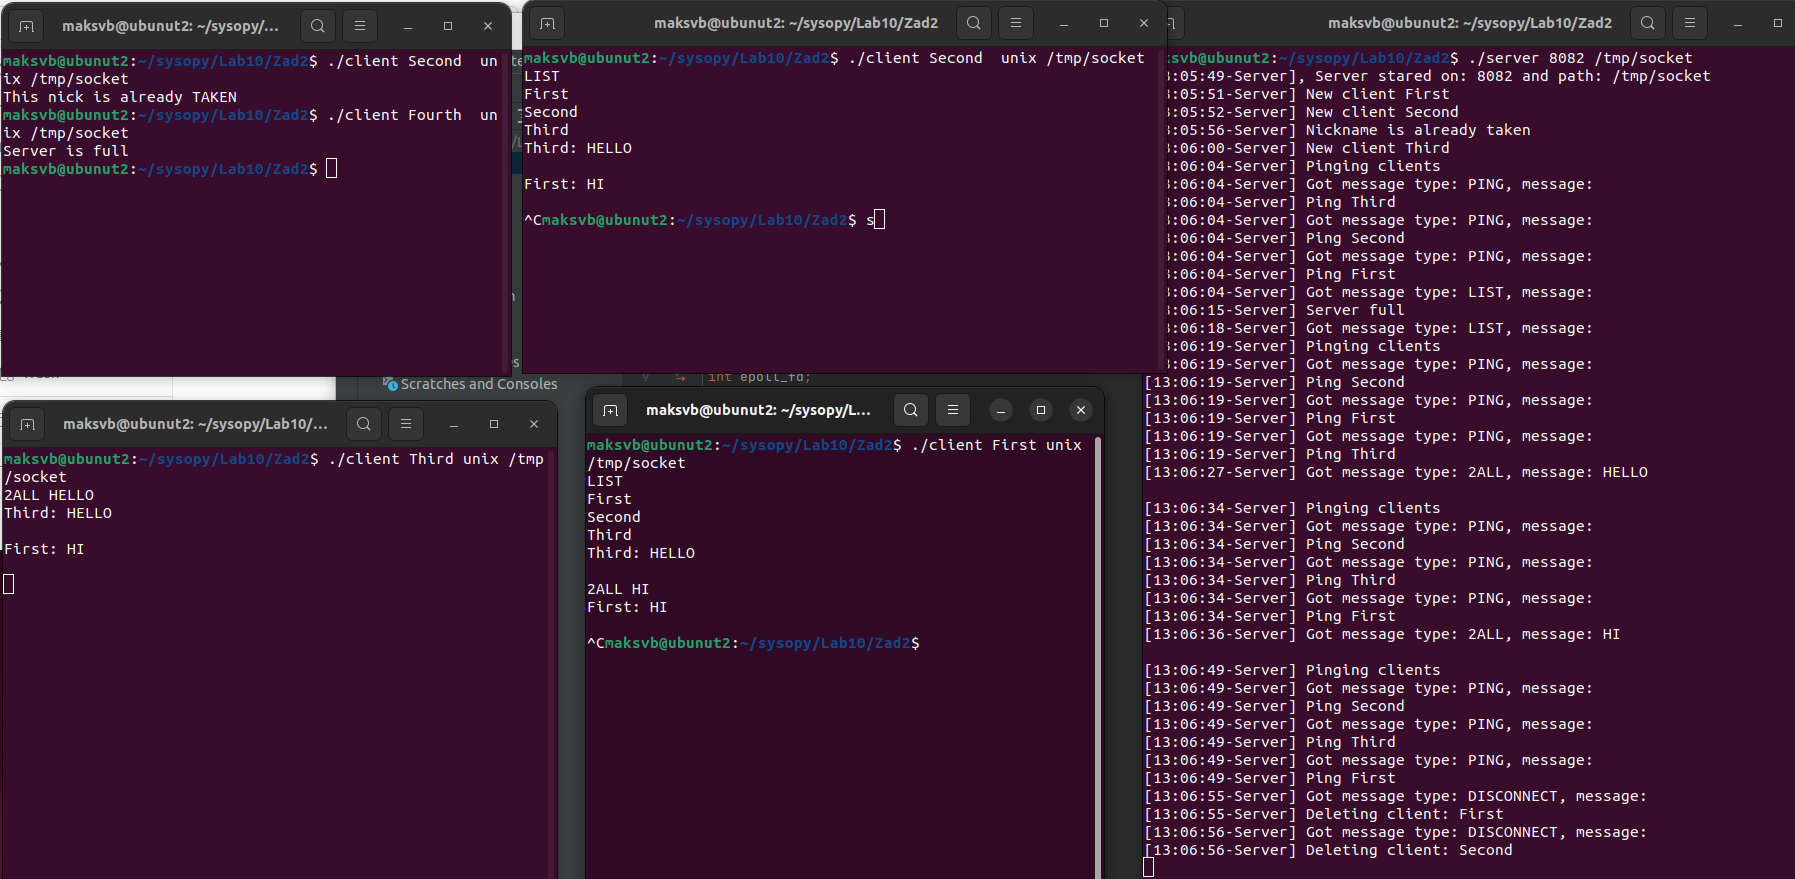 maksvb@ubunut2: ~/sysopy/...
maksvb@ubunut2:~/sysopy/Lab10/Zad2$ ./client Second  un
ix /tmp/socket
This nick is already TAKEN
maksvb@ubunut2:~/sysopy/Lab10/Zad2$ ./client Fourth  un
ix /tmp/socket
Server is full
maksvb@ubunut2:~/sysopy/Lab10/Zad2$
maksvb@ubunut2: ~/sysopy/Lab10/Zad2
maksvb@ubunut2:~/sysopy/Lab10/Zad2$ ./client Second  unix /tmp/socket
LIST
First
Second
Third
Third: HELLO
First: HI
^Cmaksvb@ubunut2:~/sysopy/Lab10/Zad2$ s
Scratches and Consoles
int epoll_fd;
maksvb@ubunut2: ~/sysopy/Lab10/...
maksvb@ubunut2:~/sysopy/Lab10/Zad2$ ./client Third unix /tmp
/socket
2ALL HELLO
Third: HELLO
First: HI
maksvb@ubunut2: ~/sysopy/L...
maksvb@ubunut2:~/sysopy/Lab10/Zad2$ ./client First unix
/tmp/socket
LIST
First
Second
Third
Third: HELLO
2ALL HI
First: HI
^Cmaksvb@ubunut2:~/sysopy/Lab10/Zad2$
maksvb@ubunut2: ~/sysopy/Lab10/Zad2
ksvb@ubunut2:~/sysopy/Lab10/Zad2$ ./server 8082 /tmp/socket
3:05:49-Server], Server stared on: 8082 and path: /tmp/socket
3:05:51-Server] New client First
3:05:52-Server] New client Second
3:05:56-Server] Nickname is already taken
3:06:00-Server] New client Third
3:06:04-Server] Pinging clients
3:06:04-Server] Got message type: PING, message:
3:06:04-Server] Ping Third
3:06:04-Server] Got message type: PING, message:
3:06:04-Server] Ping Second
3:06:04-Server] Got message type: PING, message:
3:06:04-Server] Ping First
3:06:04-Server] Got message type: LIST, message:
3:06:15-Server] Server full
3:06:18-Server] Got message type: LIST, message:
3:06:19-Server] Pinging clients
3:06:19-Server] Got message type: PING, message:
[13:06:19-Server] Ping Second
[13:06:19-Server] Got message type: PING, message:
[13:06:19-Server] Ping First
[13:06:19-Server] Got message type: PING, message:
[13:06:19-Server] Ping Third
[13:06:27-Server] Got message type: 2ALL, message: HELLO
[13:06:34-Server] Pinging clients
[13:06:34-Server] Got message type: PING, message:
[13:06:34-Server] Ping Second
[13:06:34-Server] Got message type: PING, message:
[13:06:34-Server] Ping Third
[13:06:34-Server] Got message type: PING, message:
[13:06:34-Server] Ping First
[13:06:36-Server] Got message type: 2ALL, message: HI
[13:06:49-Server] Pinging clients
[13:06:49-Server] Got message type: PING, message:
[13:06:49-Server] Ping Second
[13:06:49-Server] Got message type: PING, message:
[13:06:49-Server] Ping Third
[13:06:49-Server] Got message type: PING, message:
[13:06:49-Server] Ping First
[13:06:55-Server] Got message type: DISCONNECT, message:
[13:06:55-Server] Deleting client: First
[13:06:56-Server] Got message type: DISCONNECT, message:
[13:06:56-Server] Deleting client: Second